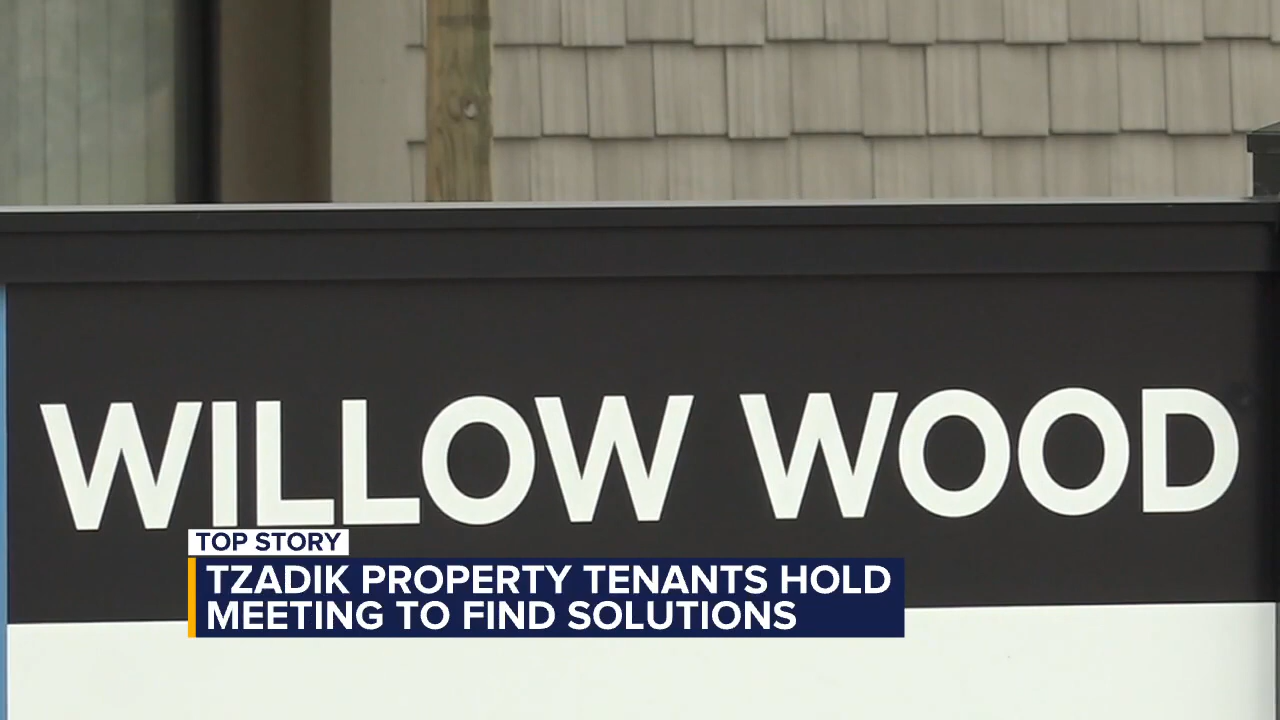 WILLOW WOOD
TOP STORY
TZADIK PROPERTY TENANTS HOLD
MEETING TO FIND SOLUTIONS